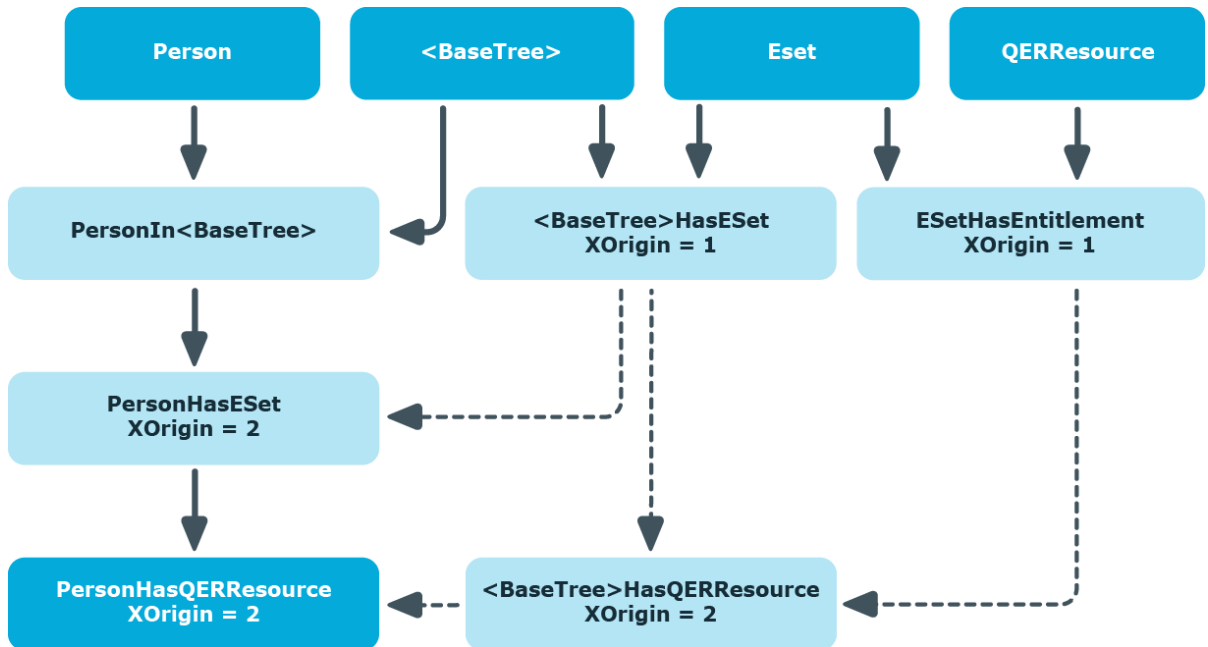 Person
<BaseTree>
Eset
QERResource
PersonIn<BaseTree>
<BaseTree>HasESet
XOrigin = 1
ESetHasEntitlement
XOrigin = 1
PersonHasESet
XOrigin = 2
PersonHasQERResource
XOrigin = 2
<BaseTree>HasQERResource
XOrigin = 2